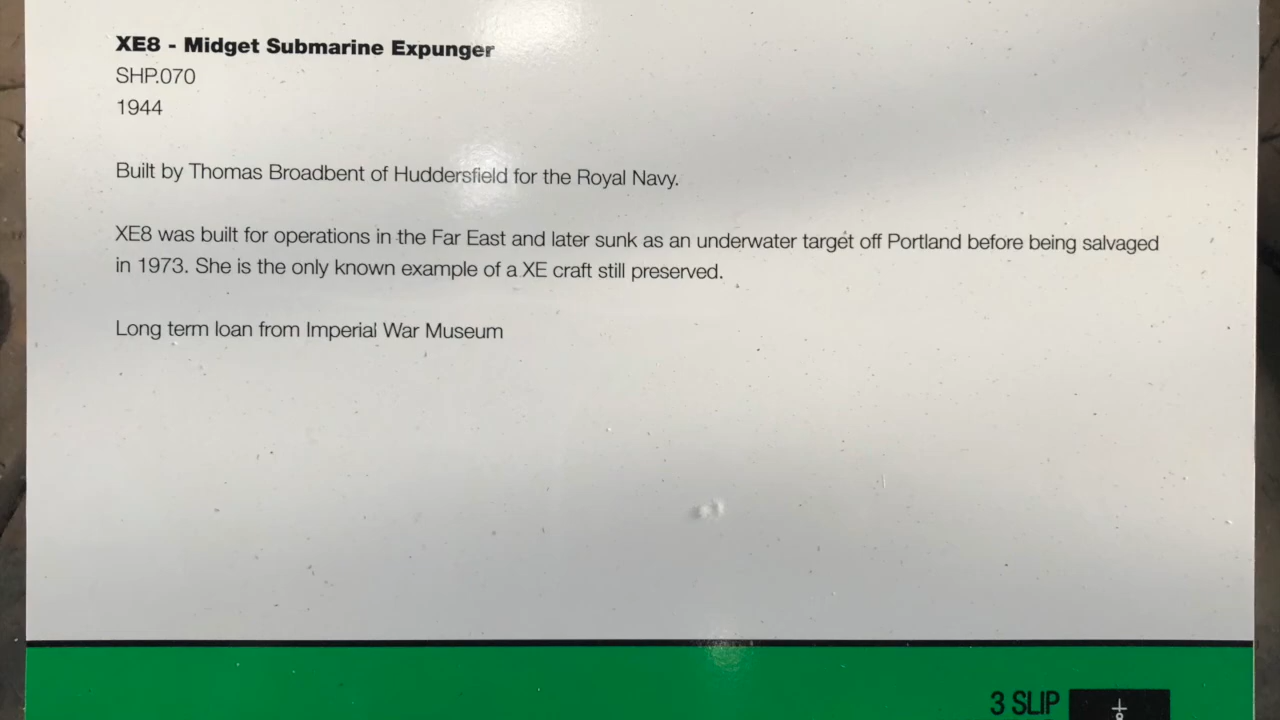 XE8 - Midget Submarine Expunger
SHP.070
1944
Built by Thomas Broadbent of Huddersfield for the Royal Navy.
XE8 was built for operations in the Far East and later sunk as an underwater target off Portland before being salvaged
in 1973. She is the only known example of a XE craft still preserved.
Long term loan from Imperial War Museum
3 SLIP